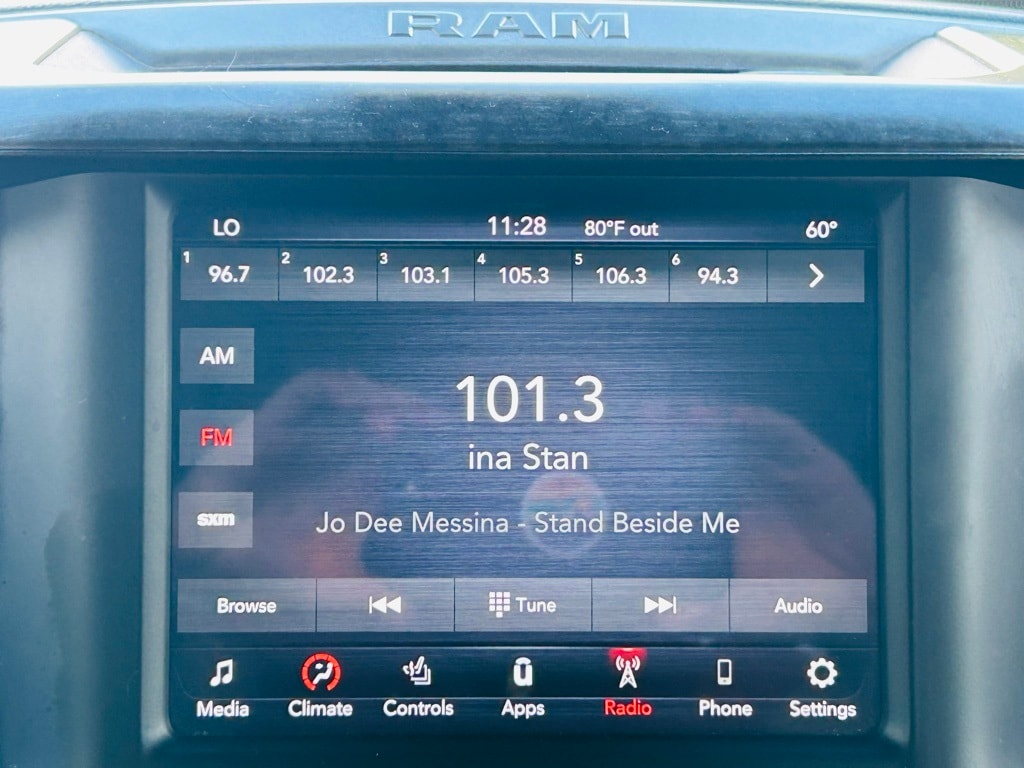 RAM
LO 11:28 80°F out 60°
1 96.7 2 102.3 3 103.1 4 105.3 5 106.3 6 94.3
AM
101.3
FM
ina Stan
sxm
Jo Dee Messina - Stand Beside Me
Browse Tune Audio
Media Climate Controls Apps Radio Phone Settings